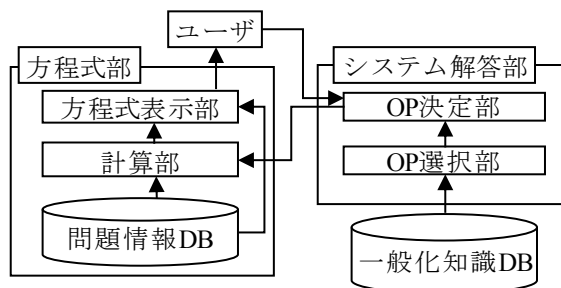 ユーザ
方程式部
システム解答部
方程式表示部
OP決定部
計算部
OP選択部
問題情報DB
一般化知識DB